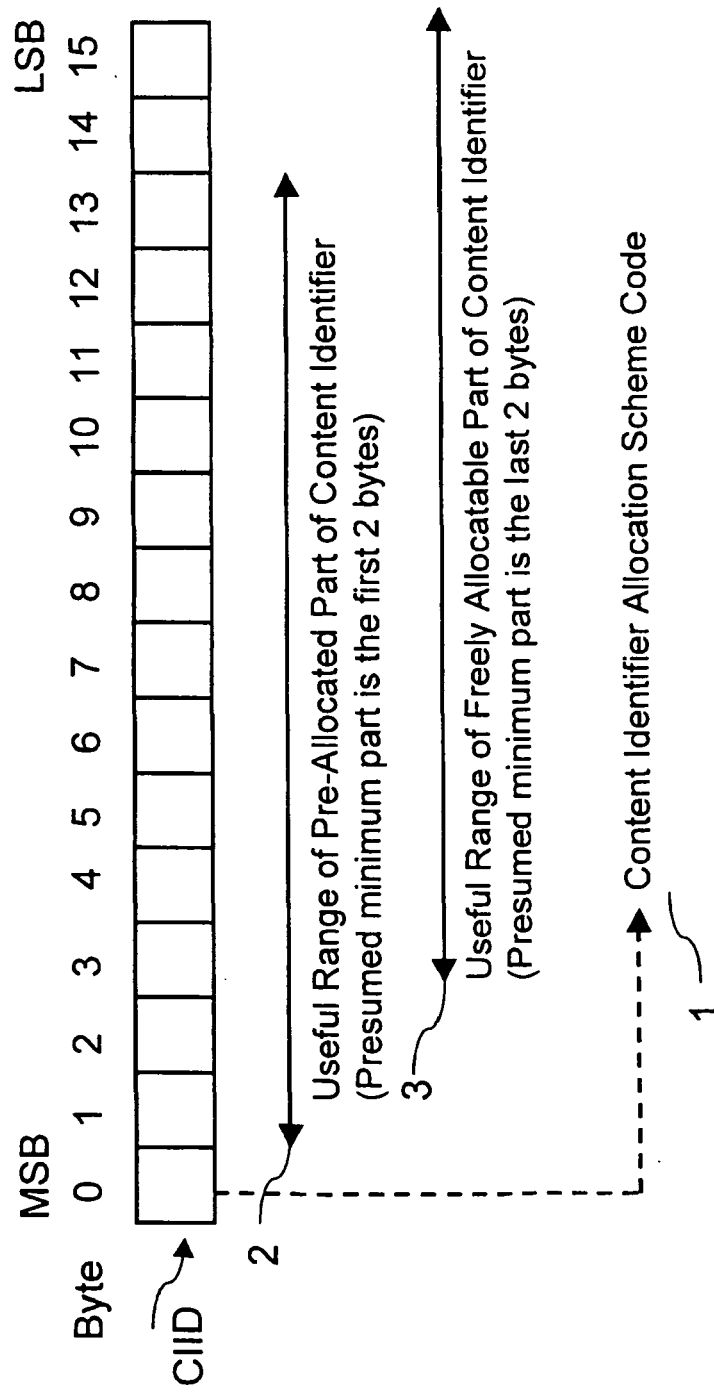 MSB LSB
Byte 0 1 2 3 4 5 6 7 8 9 10 11 12 13 14 15
CIID
2
Useful Range of Pre-Allocated Part of Content Identifier
(Presumed minimum part is the first 2 bytes)
3
Useful Range of Freely Allocatable Part of Content Identifier
(Presumed minimum part is the last 2 bytes)
Content Identifier Allocation Scheme Code
1